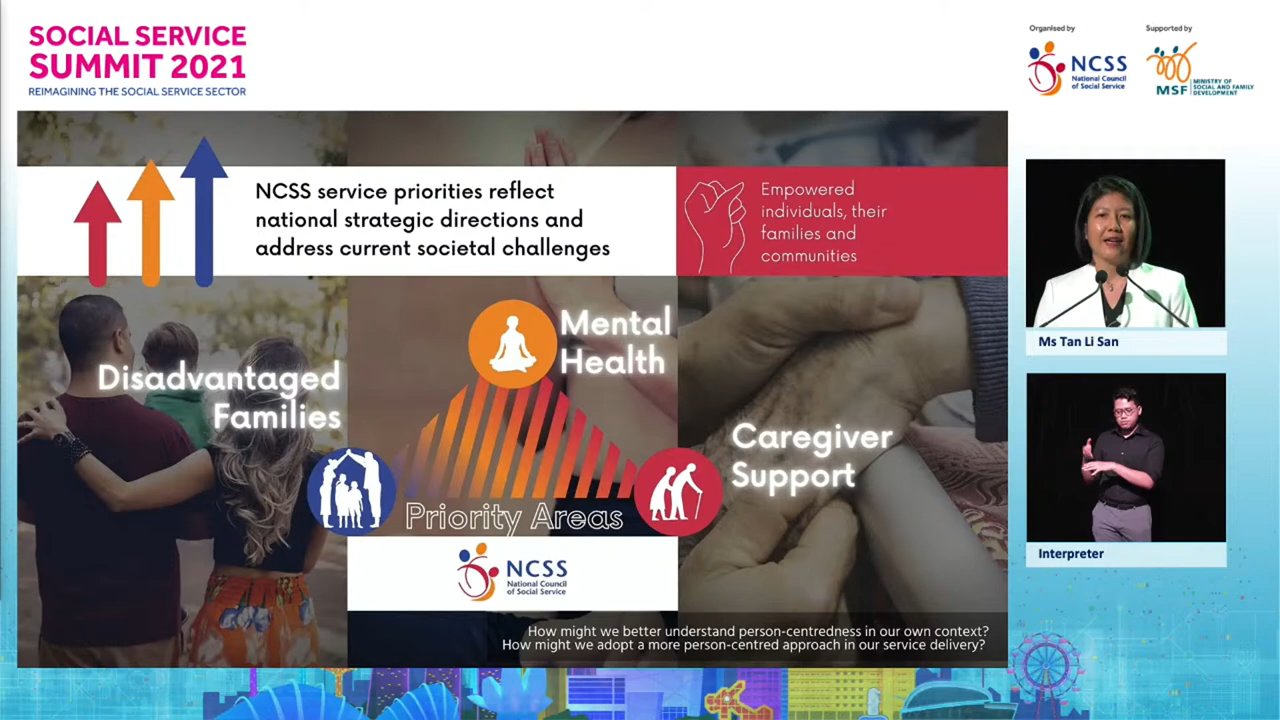 SOCIAL SERVICE
SUMMIT 2021
REIMAGINING THE SOCIAL SERVICE SECTOR
Organised by
NCSS
National Council
of Social Service
Supported by
MSF
MINISTRY OF
SOCIAL AND FAMILY
DEVELOPMENT
NCSS service priorities reflect
national strategic directions and
address current societal challenges
Empowered
individuals, their
families and
communities
Disadvantaged
Families
Mental
Health
Caregiver
Support
Priority Areas
NCSS
National Council
of Social Service
How might we better understand person-centredness in our own context?
How might we adopt a more person-centred approach in our service delivery?
Ms Tan Li San
Interpreter